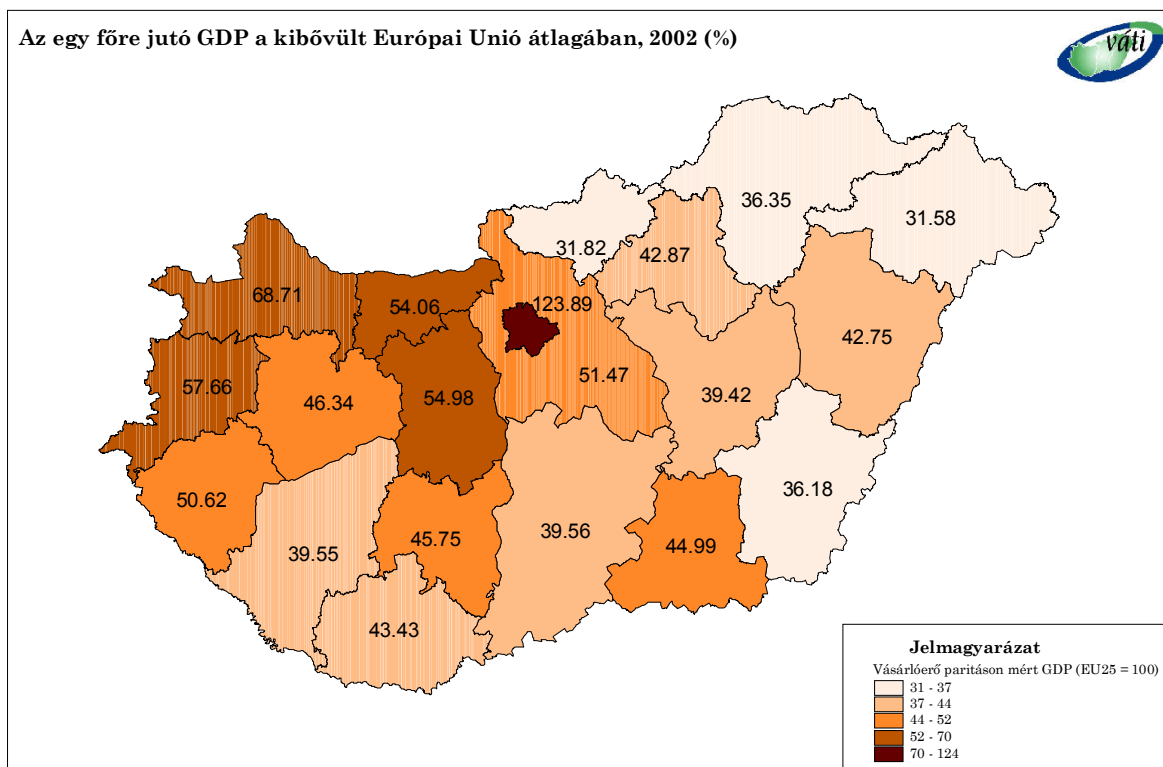 Az egy főre jutó GDP a kibővült Európai Unió átlagában, 2002 (%)
váti
36.35
31.58
31.82
42.87
68.71
54.06
123.89
42.75
57.66
46.34
54.98
51.47
39.42
50.62
36.18
39.55
45.75
39.56
44.99
43.43
Jelmagyarázat
Vásárlóerő paritáson mért GDP (EU25 = 100)
31 - 37
37 - 44
44 - 52
52 - 70
70 - 124